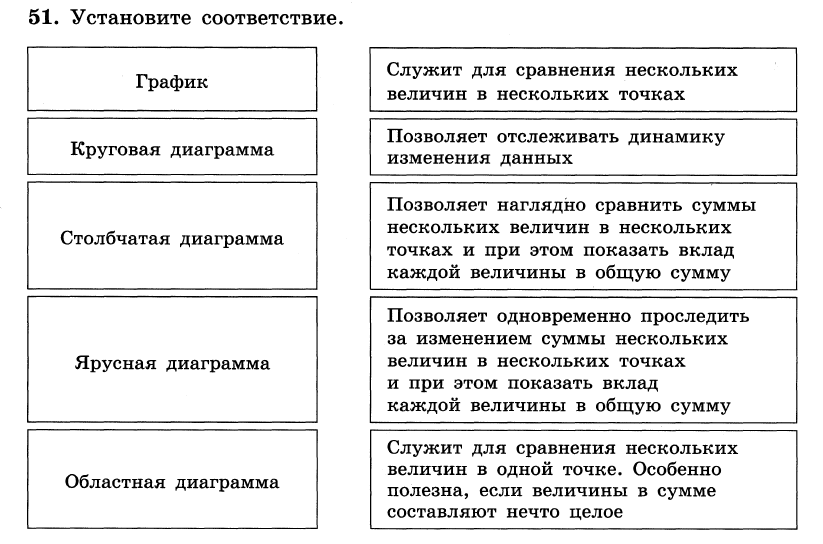 51. Установите соответствие.
График
Служит для сравнения нескольких
величин в нескольких точках
Круговая диаграмма
Позволяет отслеживать динамику
изменения данных
Столбчатая диаграмма
Позволяет наглядно сравнить суммы
нескольких величин в нескольких
точках и при этом показать вклад
каждой величины в общую сумму
Ярусная диаграмма
Позволяет одновременно проследить
за изменением суммы нескольких
величин в нескольких точках
и при этом показать вклад
каждой величины в общую сумму
Областная диаграмма
Служит для сравнения нескольких
величин в одной точке. Особенно
полезна, если величины в сумме
составляют нечто целое